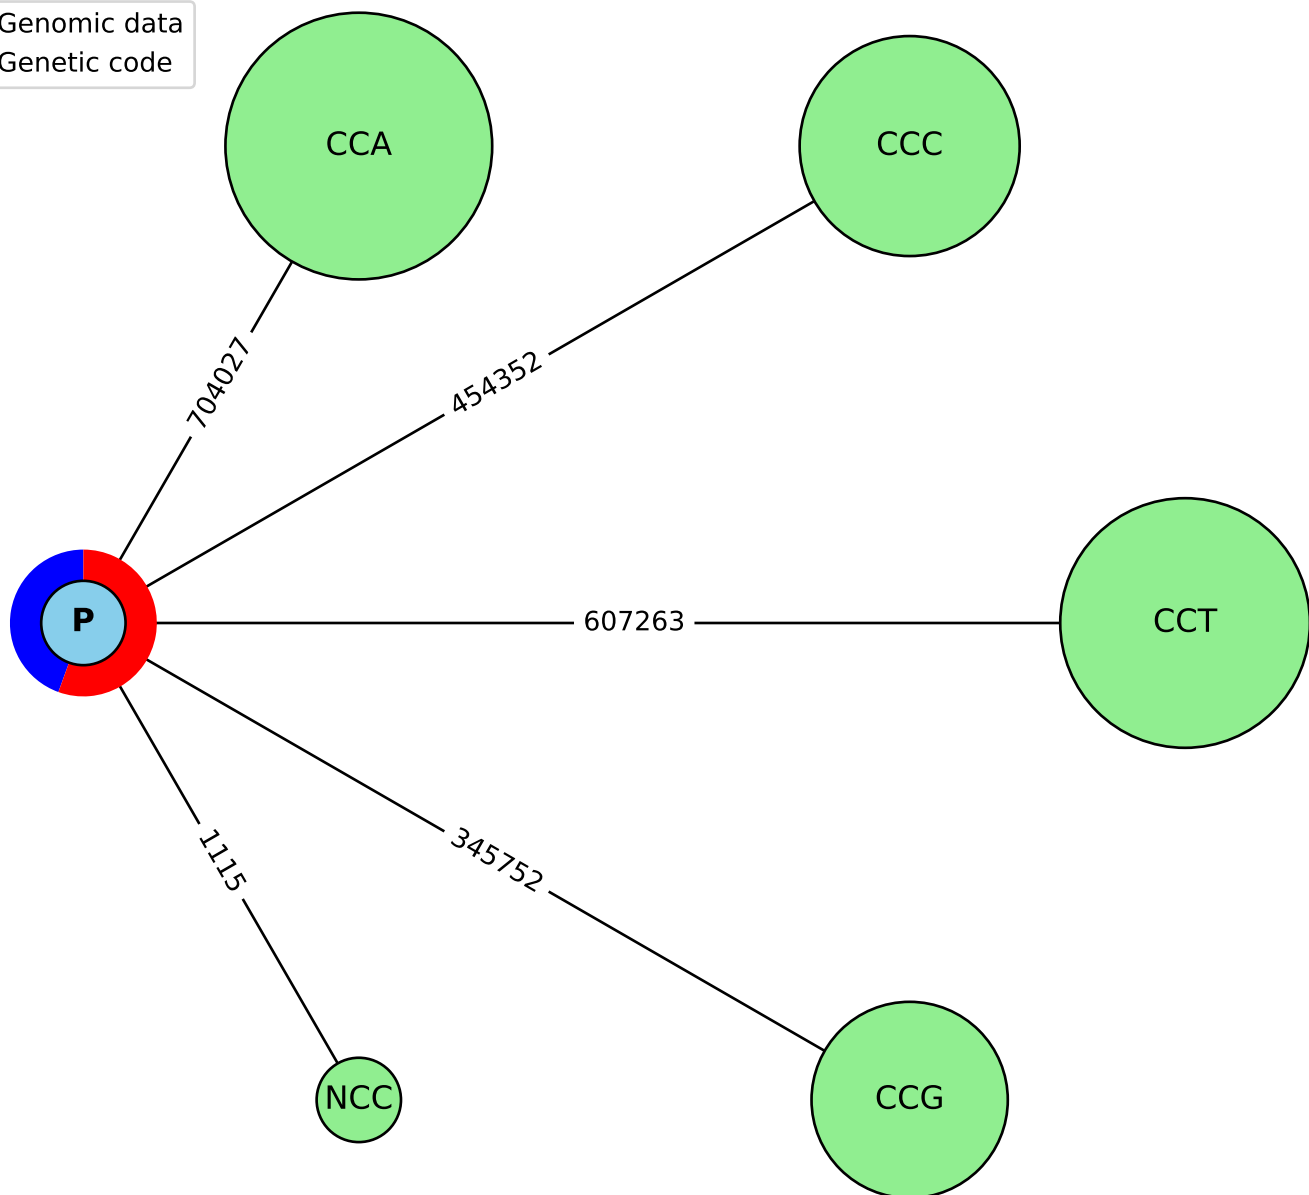 Genomic data
Genetic code
CCA
CCC
704027
454352
P
607263
CCT
1115
345752
NCC
CCG